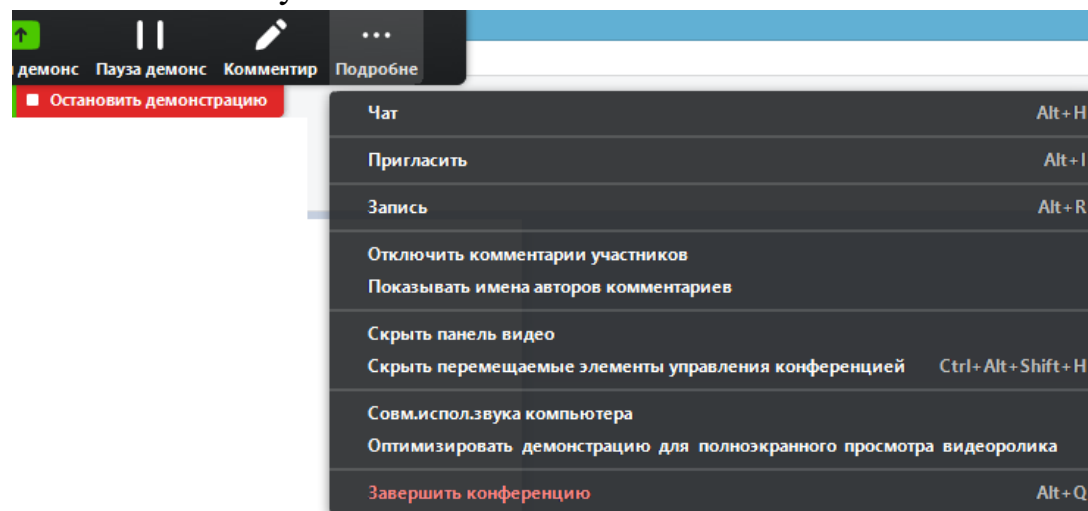 демонс Пауза демонс Комментир Подробне
Остановить демонстрацию
Чат Alt+H
Пригласить Alt+I
Запись Alt+R
Отключить комментарии участников
Показывать имена авторов комментариев
Скрыть панель видео
Скрыть перемещаемые элементы управления конференцией Ctrl+Alt+Shift+H
Совм.испол.звука компьютера
Оптимизировать демонстрацию для полноэкранного просмотра видеоролика
Завершить конференцию Alt+Q